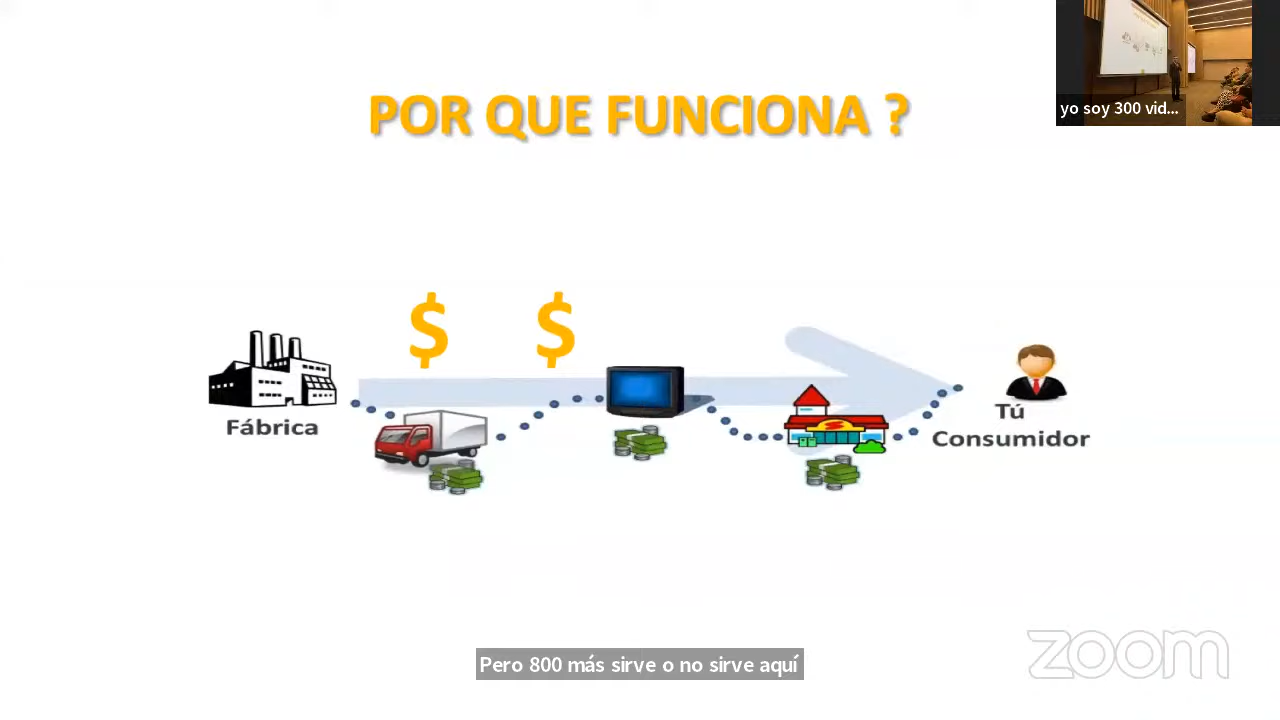 POR QUE FUNCIONA ?
yo soy 300 vid...
$ $
Fábrica
Tú
Consumidor
Pero 800 más sirve o no sirve aquí
zoom